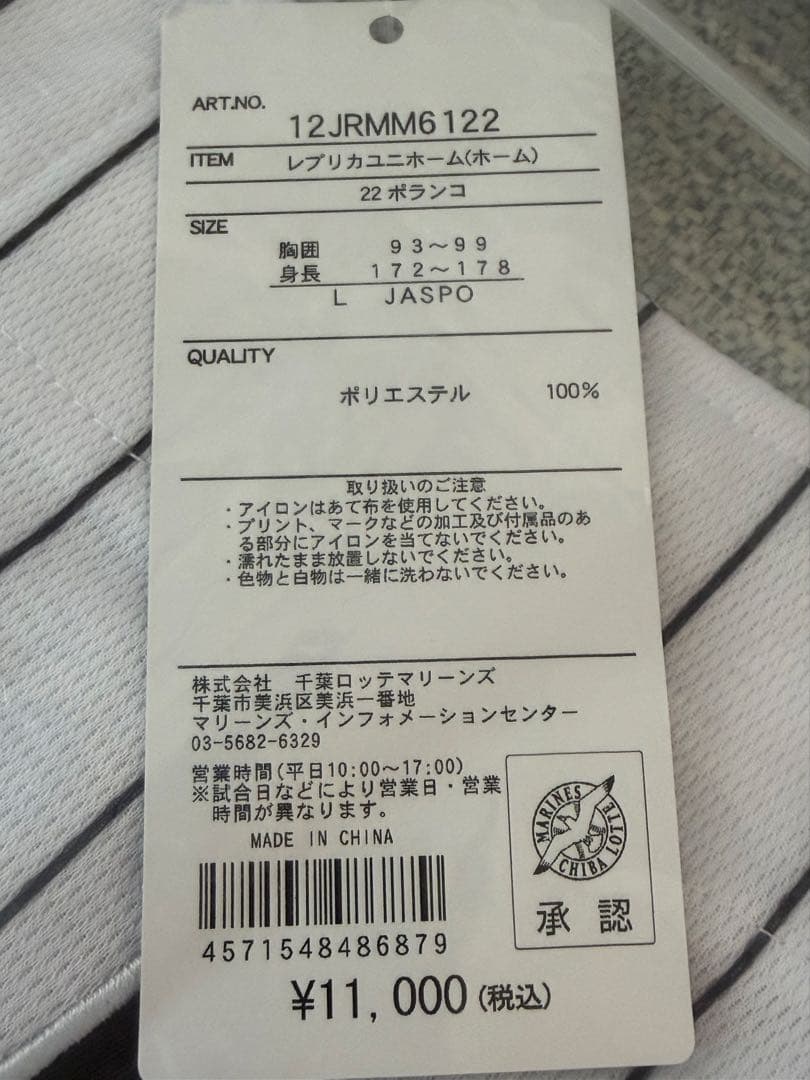 ART.NO.
12JRMM6122
ITEM レプリカユニホーム(ホーム)
22 ポランコ
SIZE
胸囲 93～99
身長 172～178
L JASPO
QUALITY
ポリエステル 100%
取り扱いのご注意
・アイロンはあて布を使用してください。
・プリント、マークなどの加工及び付属品のあ
る部分にアイロンを当てないでください。
・濡れたまま放置しないでください。
・色物と白物は一緒に洗わないでください。
株式会社 千葉ロッテマリーンズ
千葉市美浜区美浜一番地
マリーンズ・インフォメーションセンター
03-5682-6329
営業時間(平日10:00～17:00)
※試合日などにより営業日・営業
時間が異なります。
MADE IN CHINA
MARINES
CHIBA LOTTE
承認
4571548486879
¥11,000(税込)